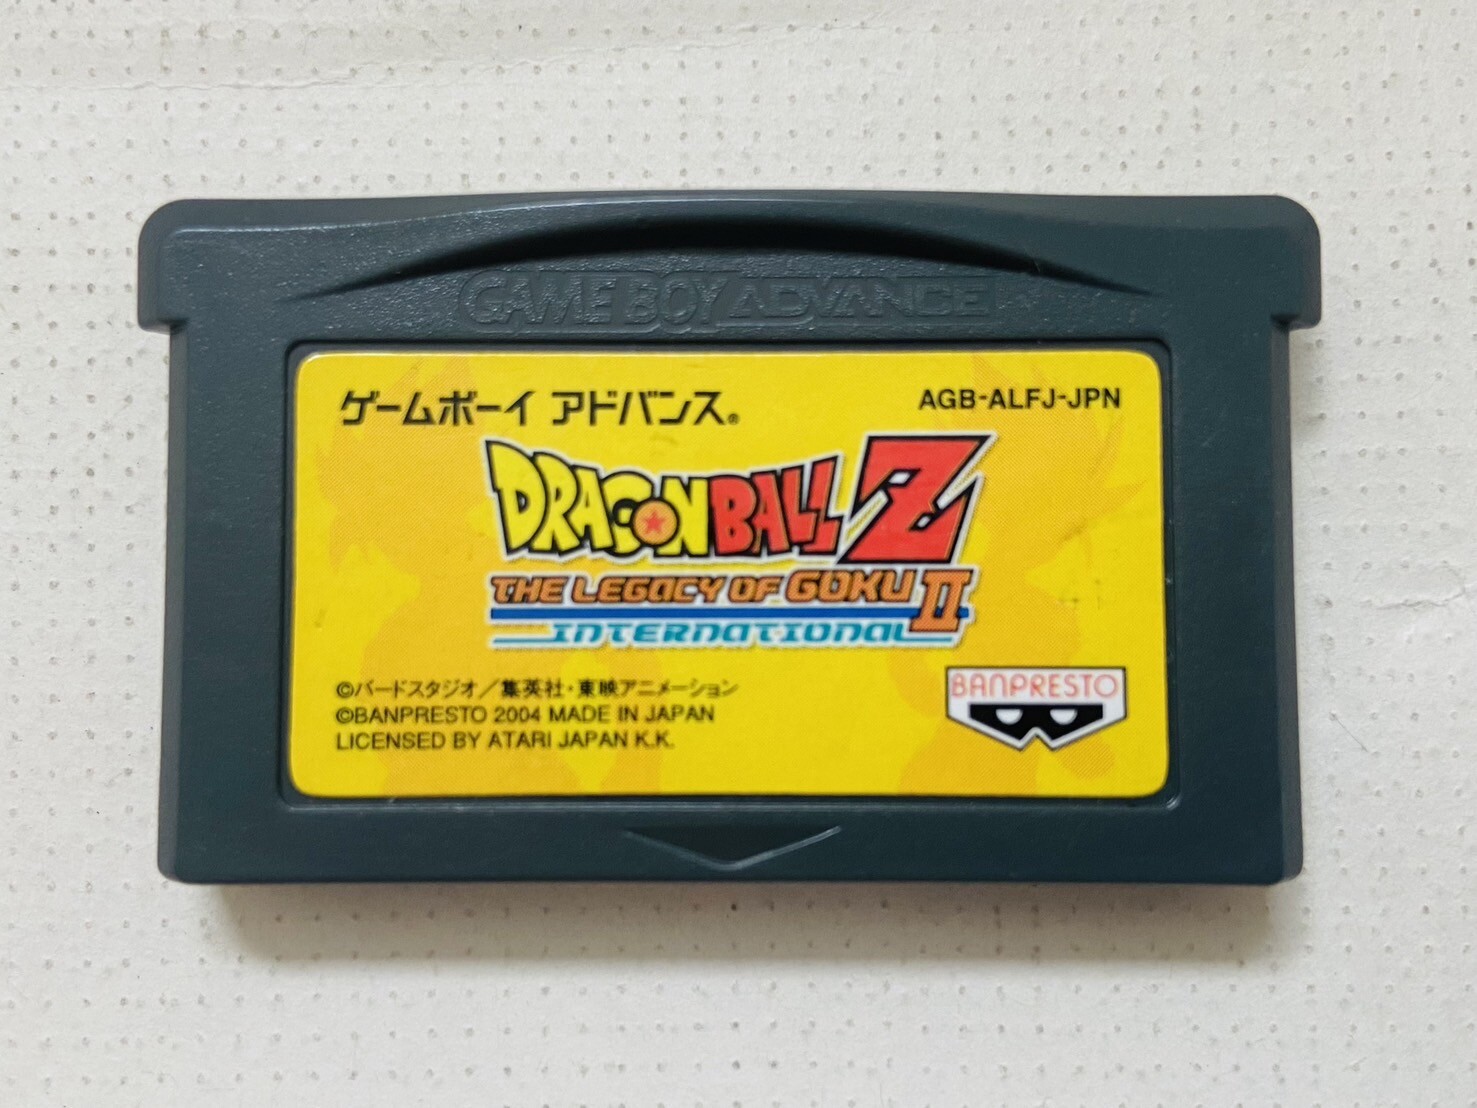 GAME BOY ADVANCE
ゲームボーイ アドバンス® AGB-ALFJ-JPN
DRAGON BALL Z
THE LEGACY OF GOKU II
INTERNATIONAL
©バードスタジオ／集英社・東映アニメーション
©BANPRESTO 2004 MADE IN JAPAN
LICENSED BY ATARI JAPAN K.K.
BANPRESTO